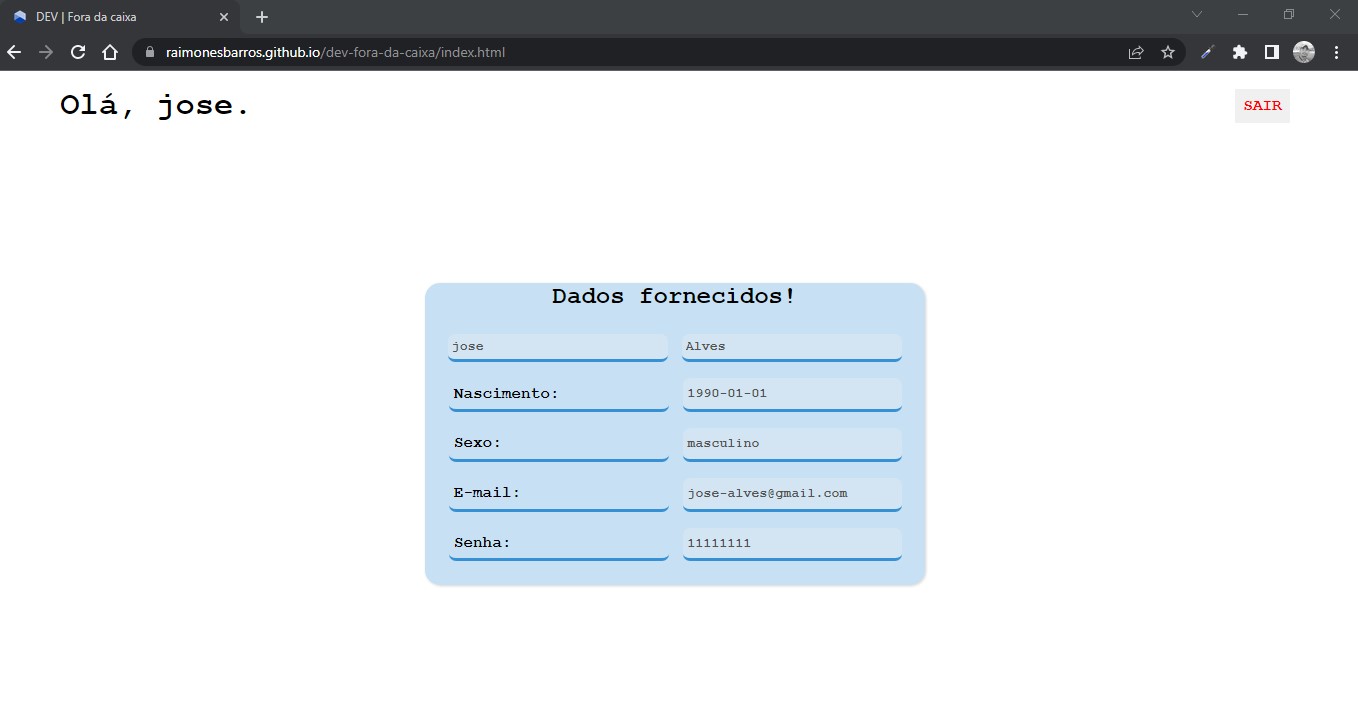 DEV | Fora da caixa
raimonesbarros.github.io/dev-fora-da-caixa/index.html
Olá, jose.
SAIR
Dados fornecidos!
jose Alves
Nascimento: 1990-01-01
Sexo: masculino
E-mail: jose-alves@gmail.com
Senha: 11111111